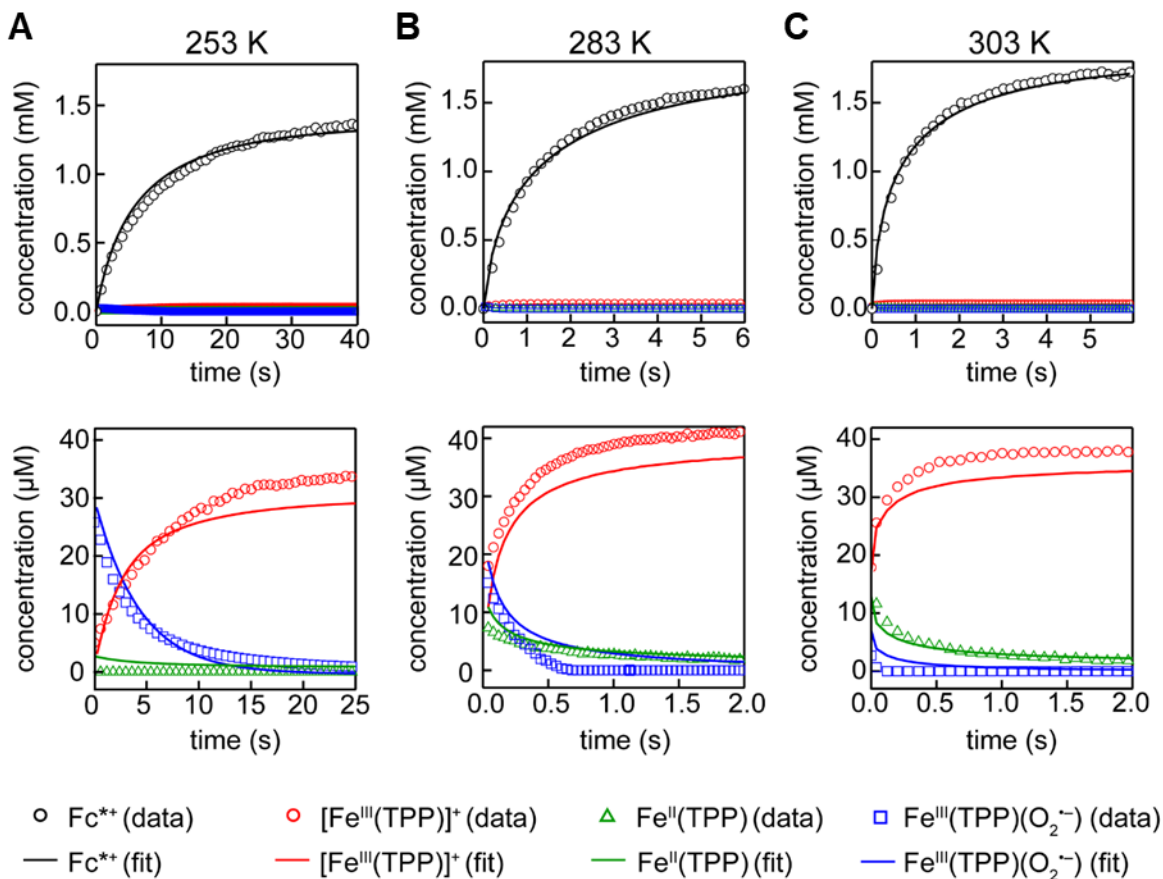 A
253 K
B
283 K
C
303 K
concentration (mM)
1.5
1.0
0.5
0.0
0 10 20 30 40
time (s)
concentration (mM)
1.5
1.0
0.5
0.0
0 1 2 3 4 5 6
time (s)
concentration (mM)
1.5
1.0
0.5
0.0
0 1 2 3 4 5
time (s)
concentration (µM)
40
30
20
10
0
0 5 10 15 20 25
time (s)
concentration (µM)
40
30
20
10
0
0.0 0.5 1.0 1.5 2.0
time (s)
concentration (µM)
40
30
20
10
0
0.0 0.5 1.0 1.5 2.0
time (s)
Fc*⁺ (data) [Feᴵᴵᴵ(TPP)]⁺ (data) Feᴵᴵ(TPP) (data) Feᴵᴵᴵ(TPP)(O₂•⁻) (data)
Fc*⁺ (fit) [Feᴵᴵᴵ(TPP)]⁺ (fit) Feᴵᴵ(TPP) (fit) Feᴵᴵᴵ(TPP)(O₂•⁻) (fit)